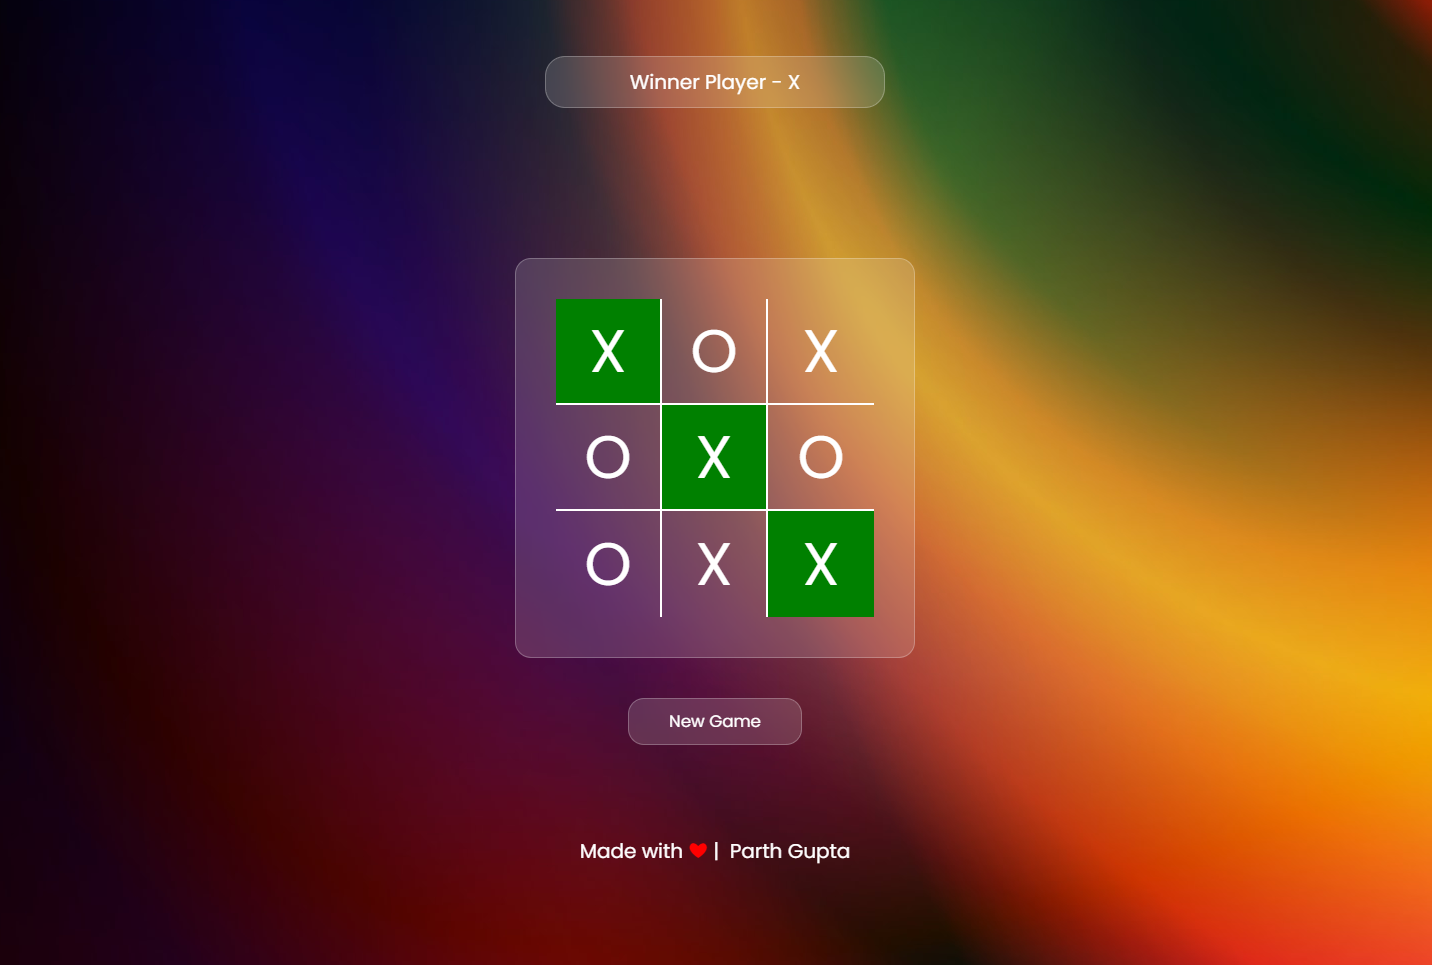 Winner Player - X
X O X
O X O
O X X
New Game
Made with ❤ | Parth Gupta